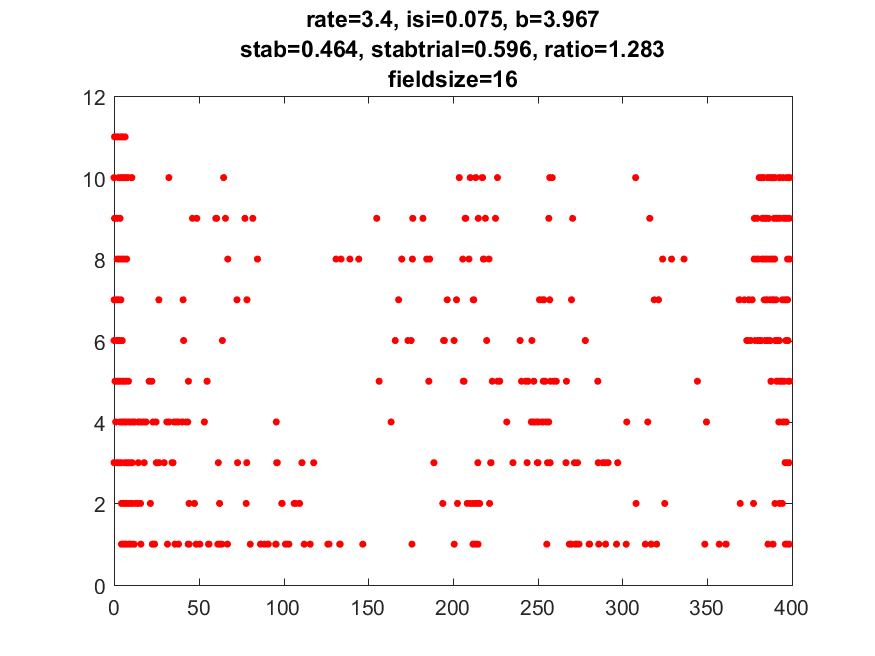 rate=3.4, isi=0.075, b=3.967
stab=0.464, stabtrial=0.596, ratio=1.283
fieldsize=16
12
10
8
6
4
2
0
0 50 100 150 200 250 300 350 400